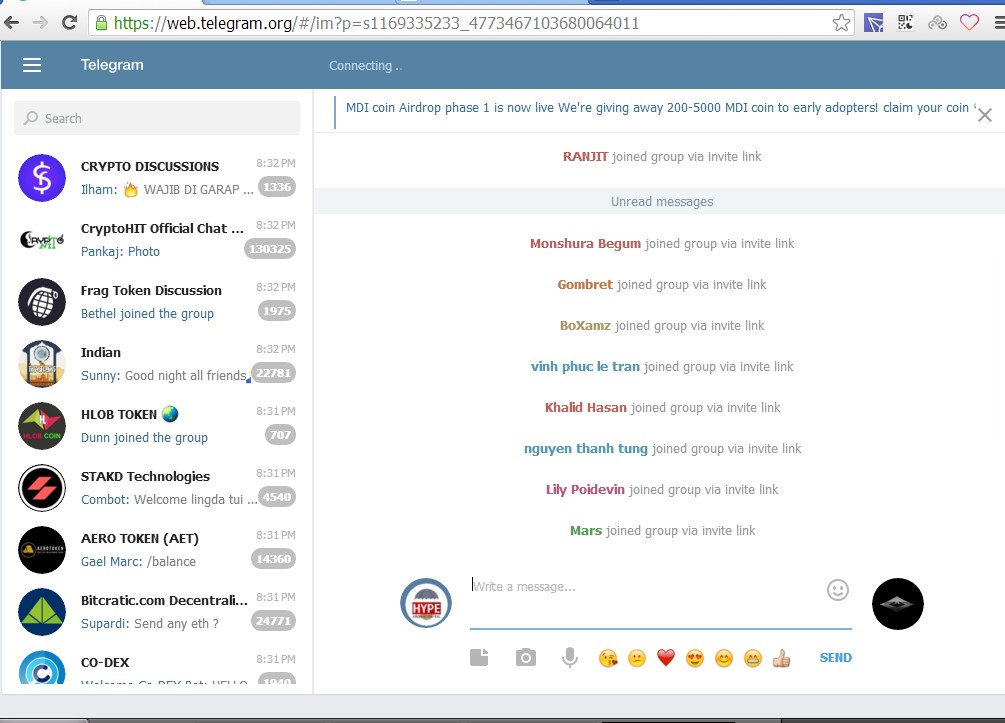 https://web.telegram.org/#/im?p=s1169335233_4773467103680064011
Telegram
Connecting ..
Search
MDI coin Airdrop phase 1 is now live We're giving away 200-5000 MDI coin to early adopters! claim your coin
CRYPTO DISCUSSIONS 8:32 PM
Ilham: 🔥 WAJIB DI GARAP ... 1336
CryptoHIT Official Chat ... 8:32 PM
Pankaj: Photo 130325
Frag Token Discussion 8:32 PM
Bethel joined the group 1975
Indian 8:32 PM
Sunny: Good night all friends 22781
HLOB TOKEN 🌏 8:31 PM
HLOB COIN
Dunn joined the group 707
STAKD Technologies 8:31 PM
Combot: Welcome lingda tui ... 4540
AERO TOKEN (AET) 8:31 PM
Gael Marc: /balance 14360
Bitcratic.com Decentrali... 8:31 PM
Supardi: Send any eth ? 24771
CO-DEX 8:31 PM
Welcome Co-DEX Bot: HELLO 1940
RANJIT joined group via invite link
Unread messages
Monshura Begum joined group via invite link
Gombret joined group via invite link
BoXamz joined group via invite link
vinh phuc le tran joined group via invite link
Khalid Hasan joined group via invite link
nguyen thanh tung joined group via invite link
Lily Poidevin joined group via invite link
Mars joined group via invite link
Write a message...
HYPE
SEND